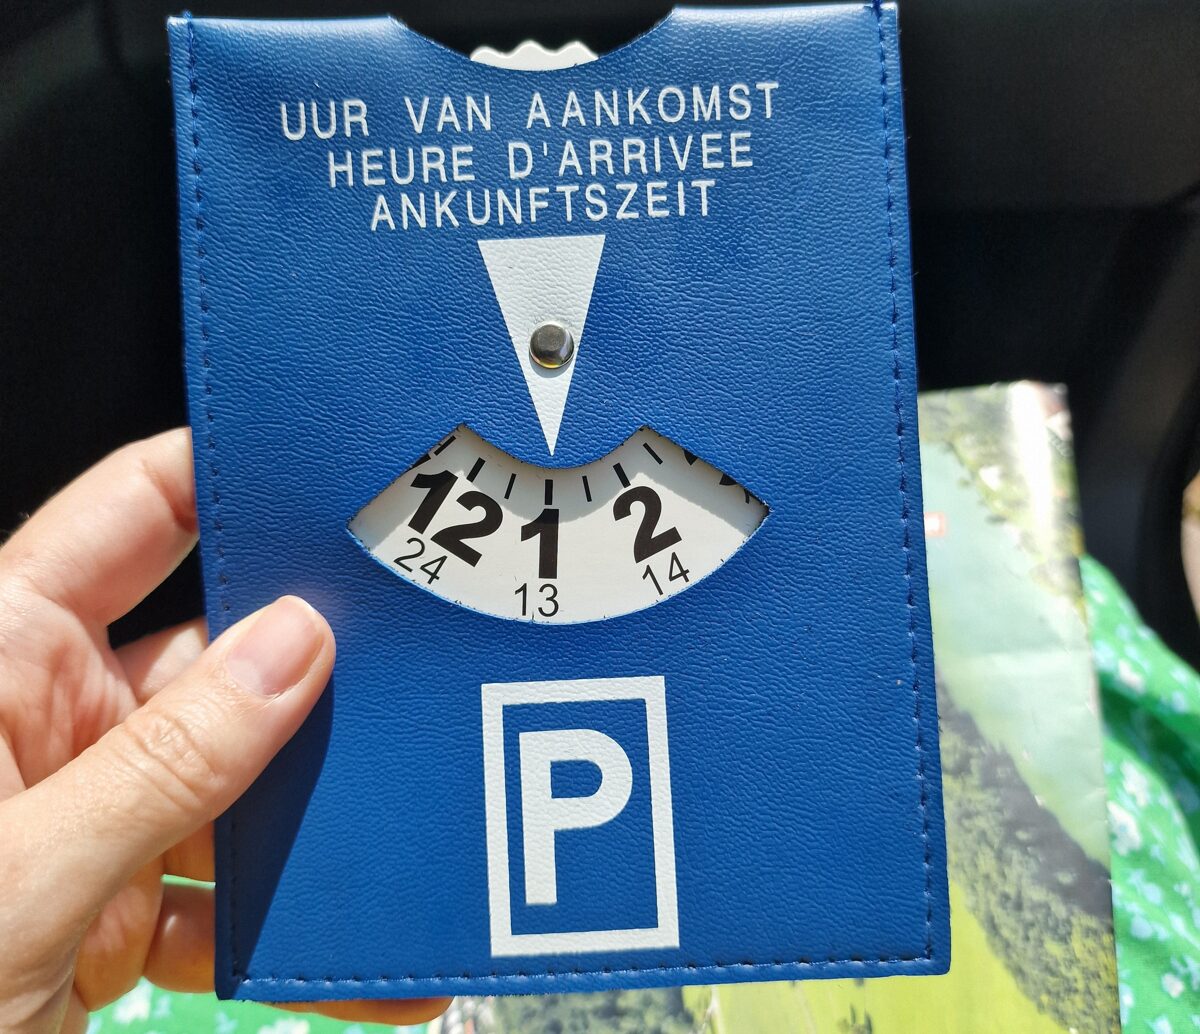 UUR VAN AANKOMST
HEURE D'ARRIVEE
ANKUNFTSZEIT
12 1 2
24 13 14
P